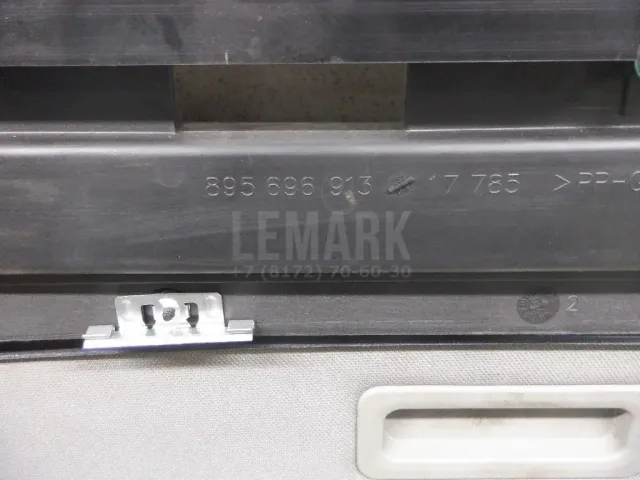 895 696 913 17 785 >PP-G
LEMARK
+7 (8172) 70-60-30
2